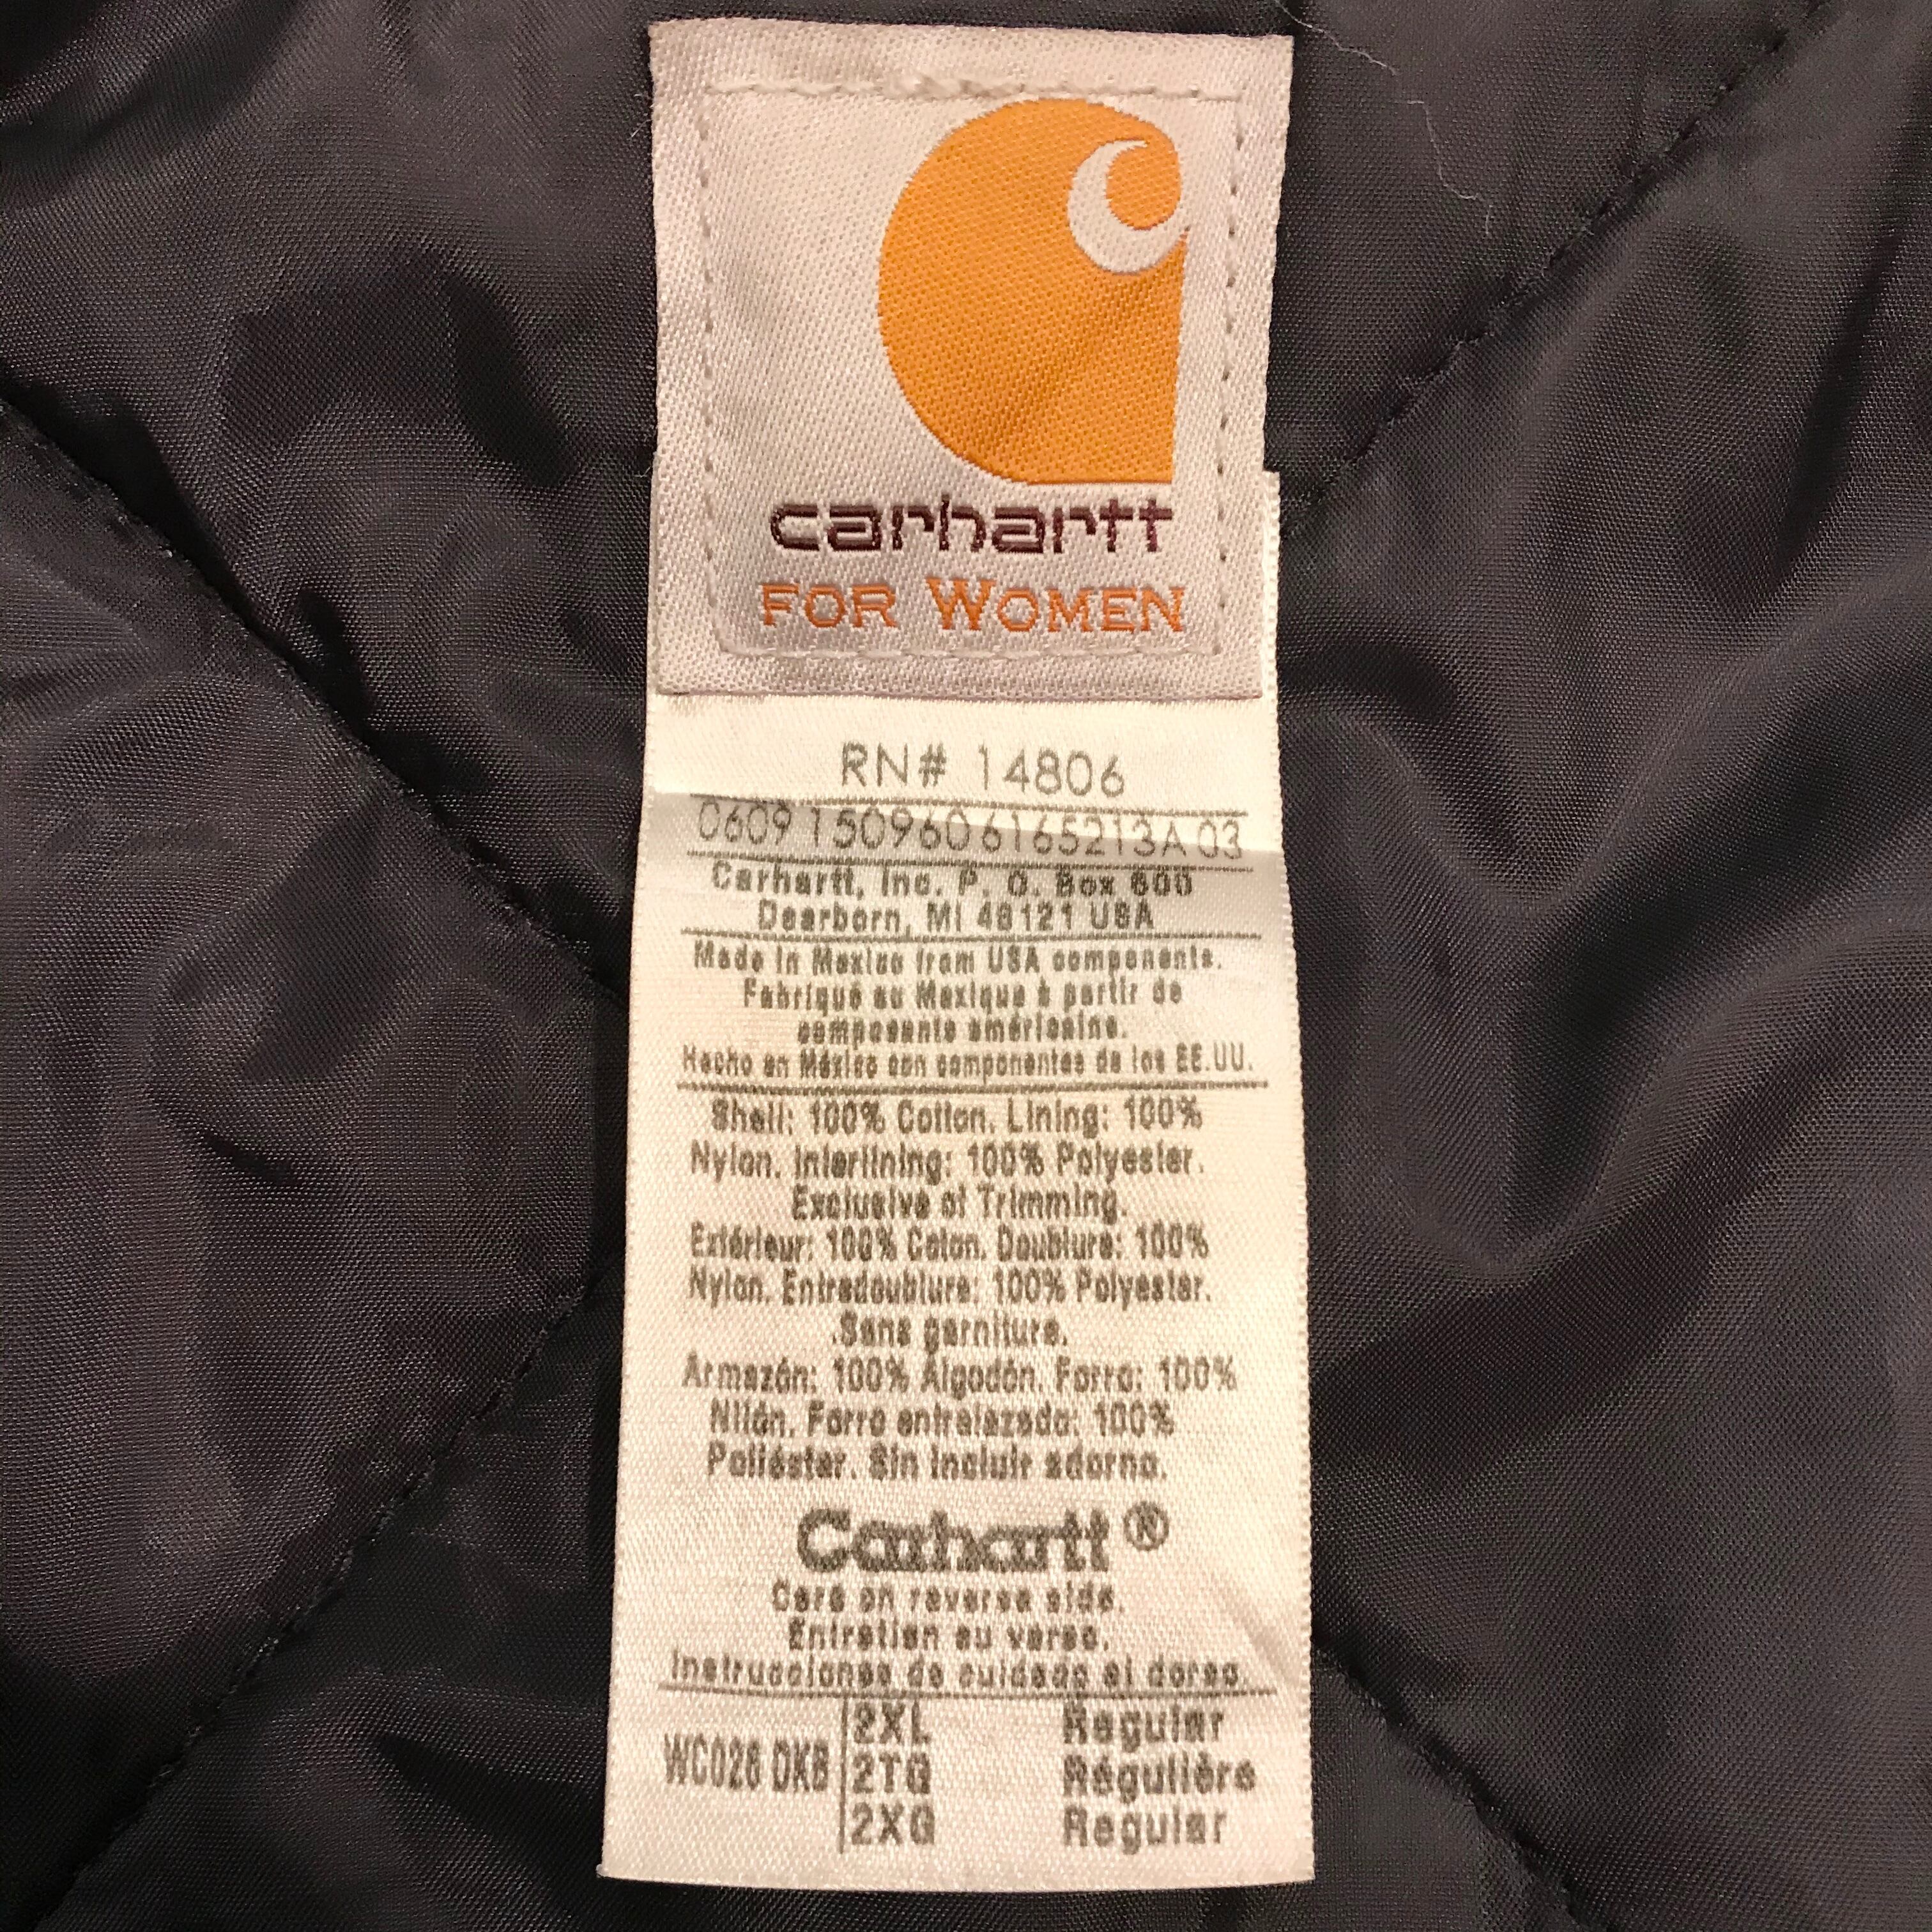 carhartt
FOR WOMEN
RN# 14806
0609 150960 6165213A 03
Carhartt, Inc. P. O. Box 600
Dearborn, MI 48121 USA
Made in Mexico from USA components.
Fabriqué au Mexique à partir de
composants américains.
Hecho en México con componentes de los EE.UU.
Shell: 100% Cotton. Lining: 100%
Nylon. Interlining: 100% Polyester.
Exclusive of Trimming.
Extérieur: 100% Coton. Doublure: 100%
Nylon. Entredoublure: 100% Polyester.
.Sans garniture.
Armazón: 100% Algodón. Forro: 100%
Nilón. Forro entrelazado: 100%
Poliéster. Sin incluir adorno.
Carhartt®
Care on reverse side.
Entretien au verso.
Instrucciones de cuidado al dorso.
WC026 DKB 2XL Regular
2TG Régulière
2XG Regular